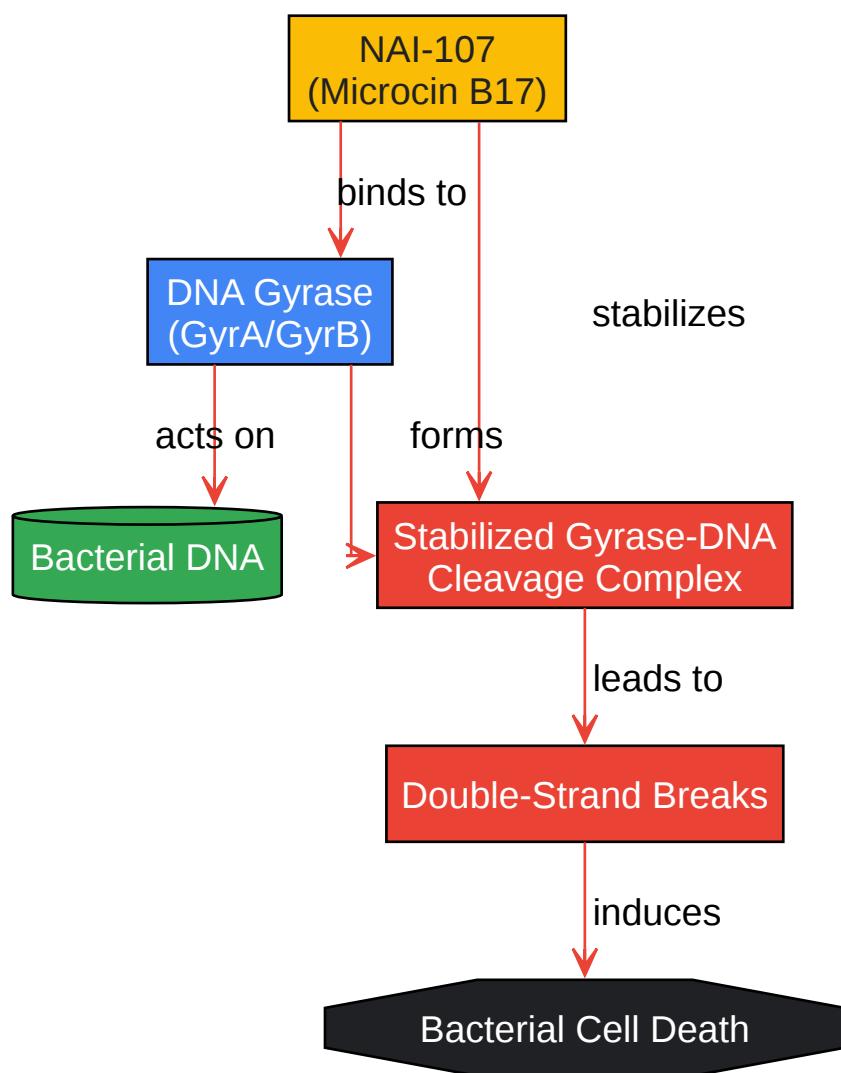 NAI-107
(Microcin B17)
binds to
DNA Gyrase
(GyrA/GyrB)
stabilizes
acts on
forms
Bacterial DNA
Stabilized Gyrase-DNA
Cleavage Complex
leads to
Double-Strand Breaks
induces
Bacterial Cell Death